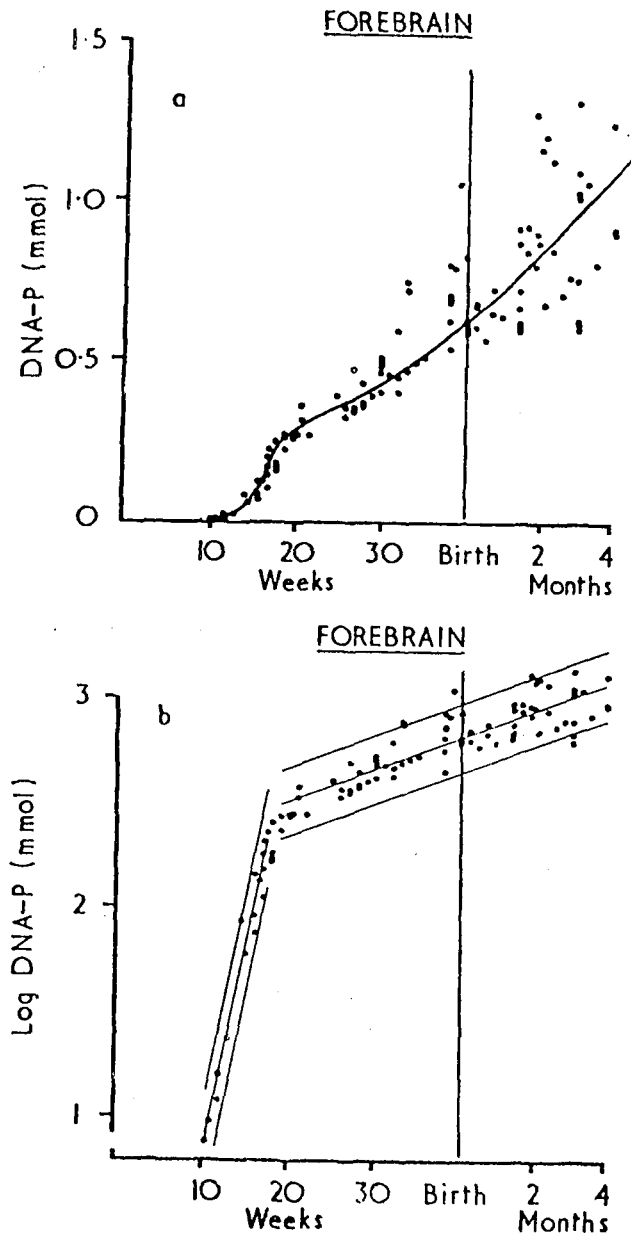 FOREBRAIN
a
DNA-P (mmol)
1·5
1·0
0·5
0
10 20 30 Birth 2 4
Weeks Months
FOREBRAIN
b
Log DNA-P (mmol)
3
2
1
10 20 30 Birth 2 4
Weeks Months